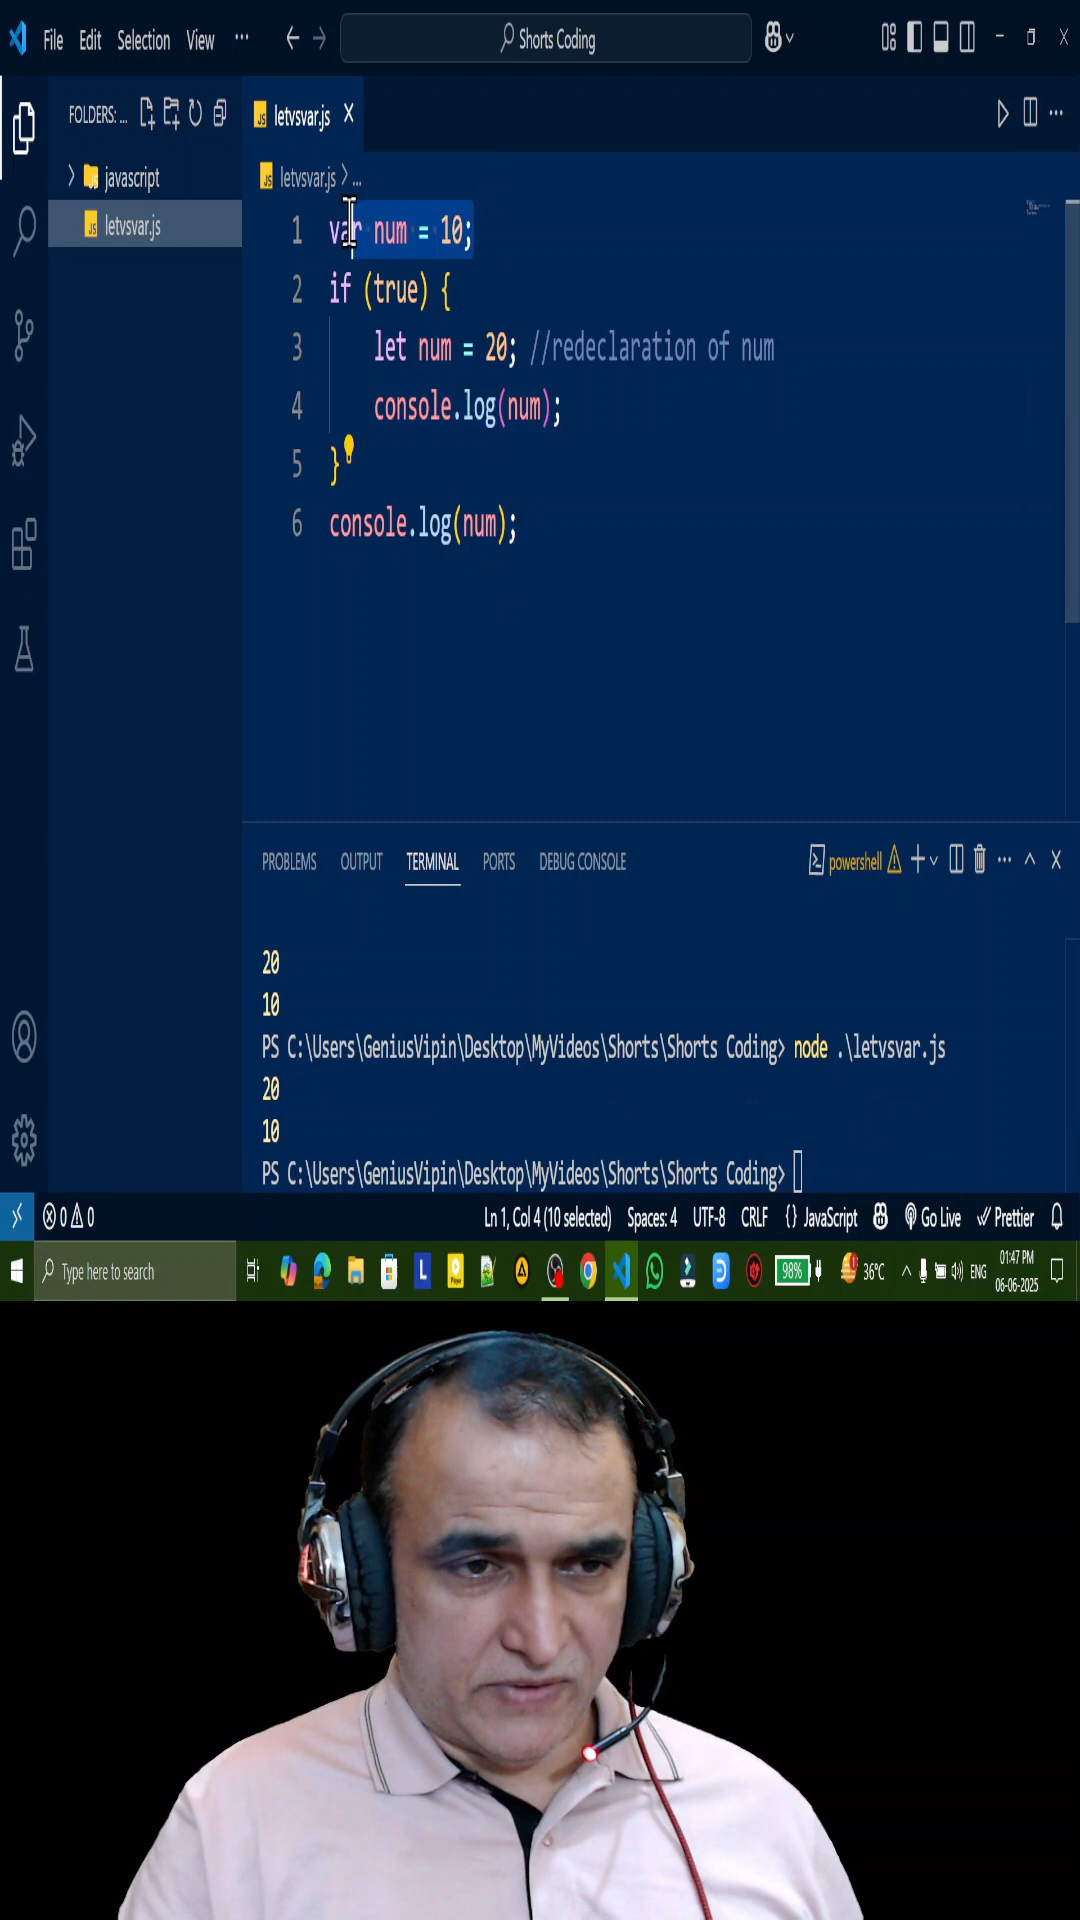 File Edit Selection View ··· Shorts Coding
FOLDERS: ...
javascript
letvsvar.js
letvsvar.js
letvsvar.js > ...
1 var num = 10;
2 if (true) {
3 let num = 20; //redeclaration of num
4 console.log(num);
5 }
6 console.log(num);
PROBLEMS OUTPUT TERMINAL PORTS DEBUG CONSOLE powershell
20
10
PS C:\Users\GeniusVipin\Desktop\MyVideos\Shorts\Shorts Coding> node .\letvsvar.js
20
10
PS C:\Users\GeniusVipin\Desktop\MyVideos\Shorts\Shorts Coding>
0 0 Ln 1, Col 4 (10 selected) Spaces: 4 UTF-8 CRLF {} JavaScript Go Live Prettier
Type here to search 98% 36°C ENG 01:47 PM
06-06-2025